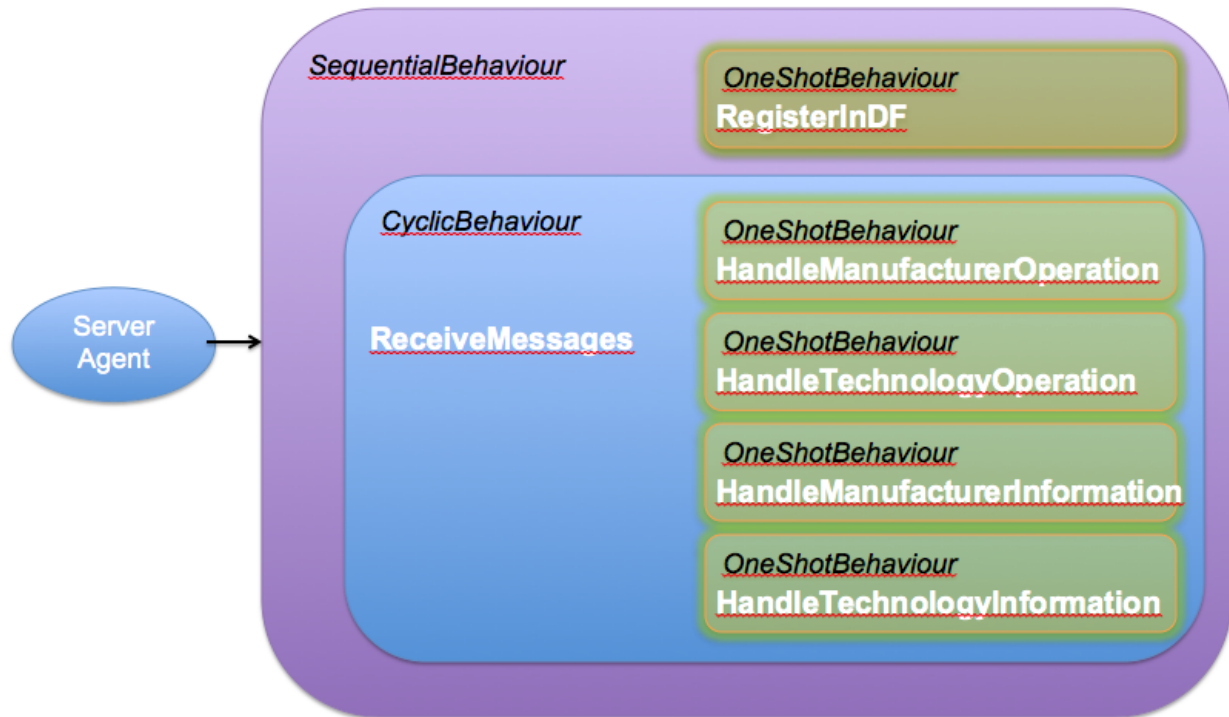 SequentialBehaviour
OneShotBehaviour
RegisterInDF
CyclicBehaviour
OneShotBehaviour
HandleManufacturerOperation
Server
Agent
ReceiveMessages
OneShotBehaviour
HandleTechnologyOperation
OneShotBehaviour
HandleManufacturerInformation
OneShotBehaviour
HandleTechnologyInformation